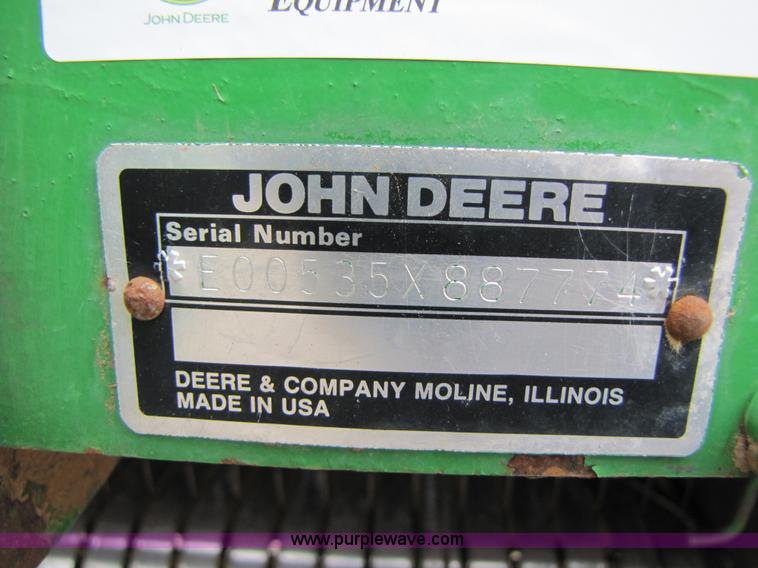 JOHN DEERE
EQUIPMENT
JOHN DEERE
Serial Number
*E00535X887774*
DEERE & COMPANY MOLINE, ILLINOIS
MADE IN USA
www.purplewave.com